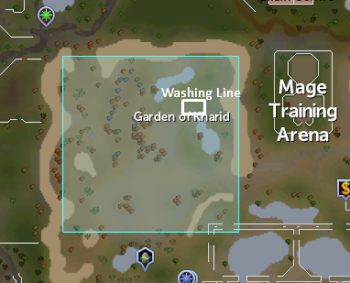 Washing Line
Garden of Kharid
Mage
Training
Arena